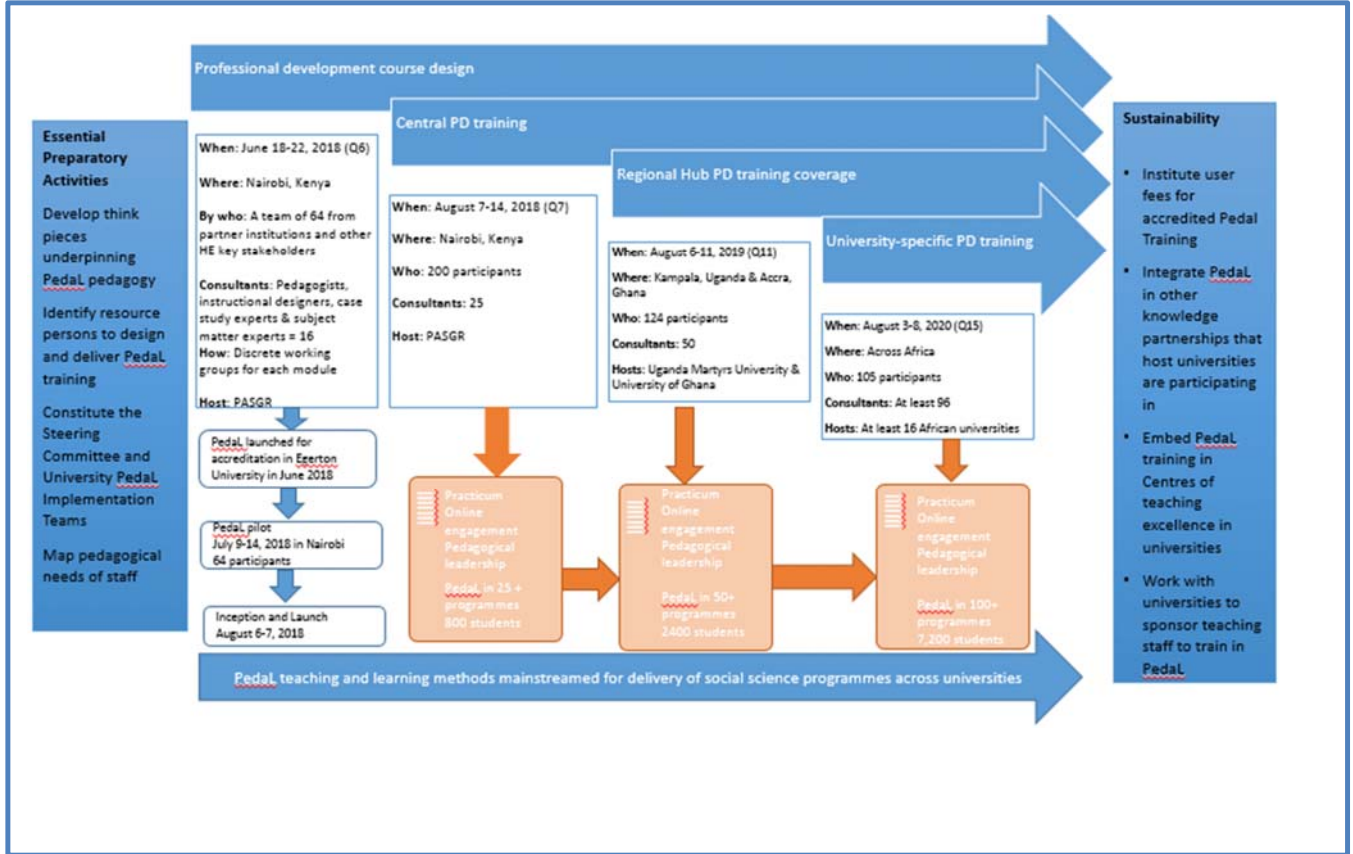 Professional development course design
Central PD training
Regional Hub PD training coverage
University-specific PD training
Essential
Preparatory
Activities
Develop think
pieces
underpinning
PedaL pedagogy
Identify resource
persons to design
and deliver PedaL
training
Constitute the
Steering
Committee and
University PedaL
Implementation
Teams
Map pedagogical
needs of staff
When: June 18-22, 2018 (Q6)
Where: Nairobi, Kenya
By who: A team of 64 from
partner institutions and other
HE key stakeholders
Consultants: Pedagogists,
instructional designers, case
study experts & subject
matter experts = 16
How: Discrete working
groups for each module
Host: PASGR
PedaL launched for
accreditation in Egerton
University in June 2018
PedaL pilot
July 9-14, 2018 in Nairobi
64 participants
Inception and Launch
August 6-7, 2018
When: August 7-14, 2018 (Q7)
Where: Nairobi, Kenya
Who: 200 participants
Consultants: 25
Host: PASGR
Practicum
Online
engagement
Pedagogical
leadership
PedaL in 25 +
programmes
800 students
When: August 6-11, 2019 (Q11)
Where: Kampala, Uganda & Accra,
Ghana
Who: 124 participants
Consultants: 50
Hosts: Uganda Martyrs University &
University of Ghana
Practicum
Online
engagement
Pedagogical
leadership
PedaL in 50+
programmes
2400 students
When: August 3-8, 2020 (Q15)
Where: Across Africa
Who: 105 participants
Consultants: At least 96
Hosts: At least 16 African universities
Practicum
Online
engagement
Pedagogical
leadership
PedaL in 100+
programmes
7,200 students
Sustainability
• Institute user
fees for
accredited Pedal
Training
• Integrate PedaL
in other
knowledge
partnerships that
host universities
are participating
in
• Embed PedaL
training in
Centres of
teaching
excellence in
universities
• Work with
universities to
sponsor teaching
staff to train in
PedaL
PedaL teaching and learning methods mainstreamed for delivery of social science programmes across universities